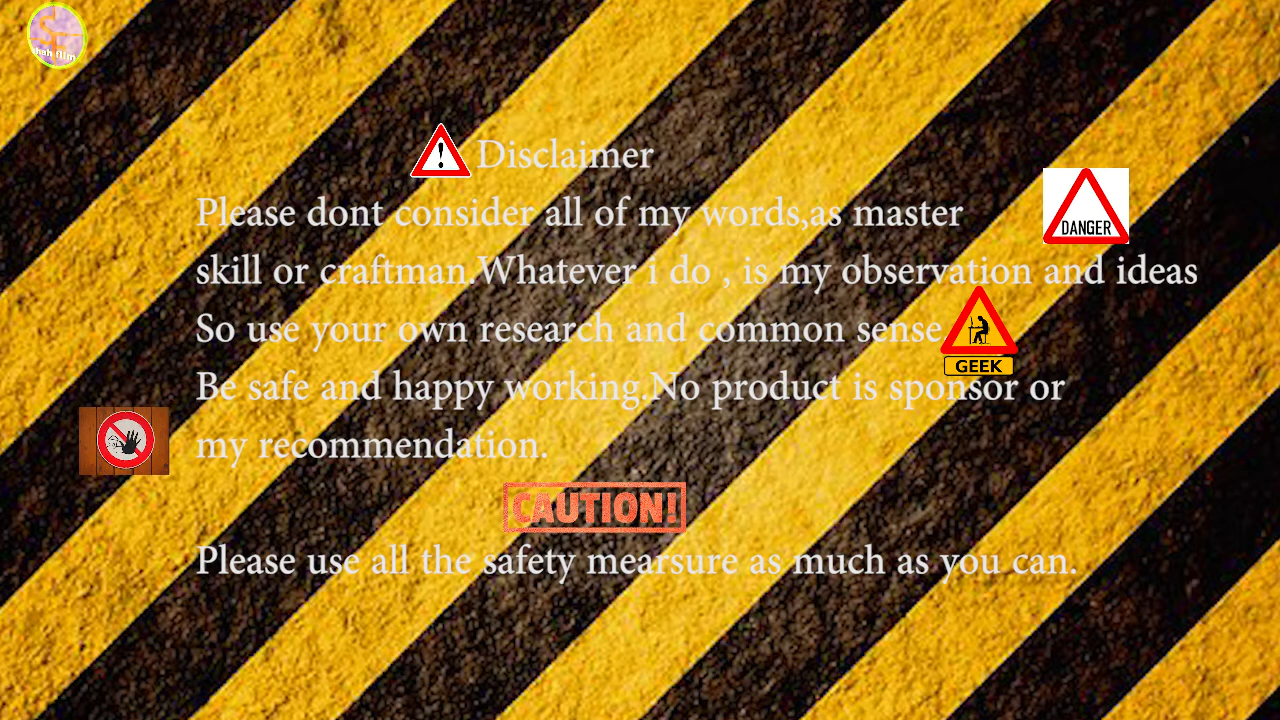 shah film
Disclaimer
Please dont consider all of my words,as master
DANGER
skill or craftman.Whatever i do , is my observation and ideas
So use your own research and common sense
GEEK
Be safe and happy working.No product is sponsor or
my recommendation.
CAUTION!
Please use all the safety mearsure as much as you can.